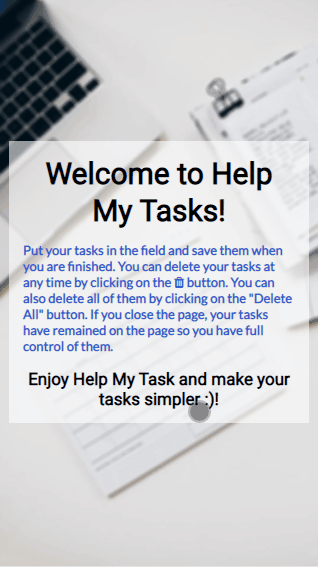 Welcome to Help
My Tasks!
Put your tasks in the field and save them when
you are finished. You can delete your tasks at
any time by clicking on the button. You can
also delete all of them by clicking on the "Delete
All" button. If you close the page, your tasks
have remained on the page so you have full
control of them.
Enjoy Help My Task and make your
tasks simpler :)!